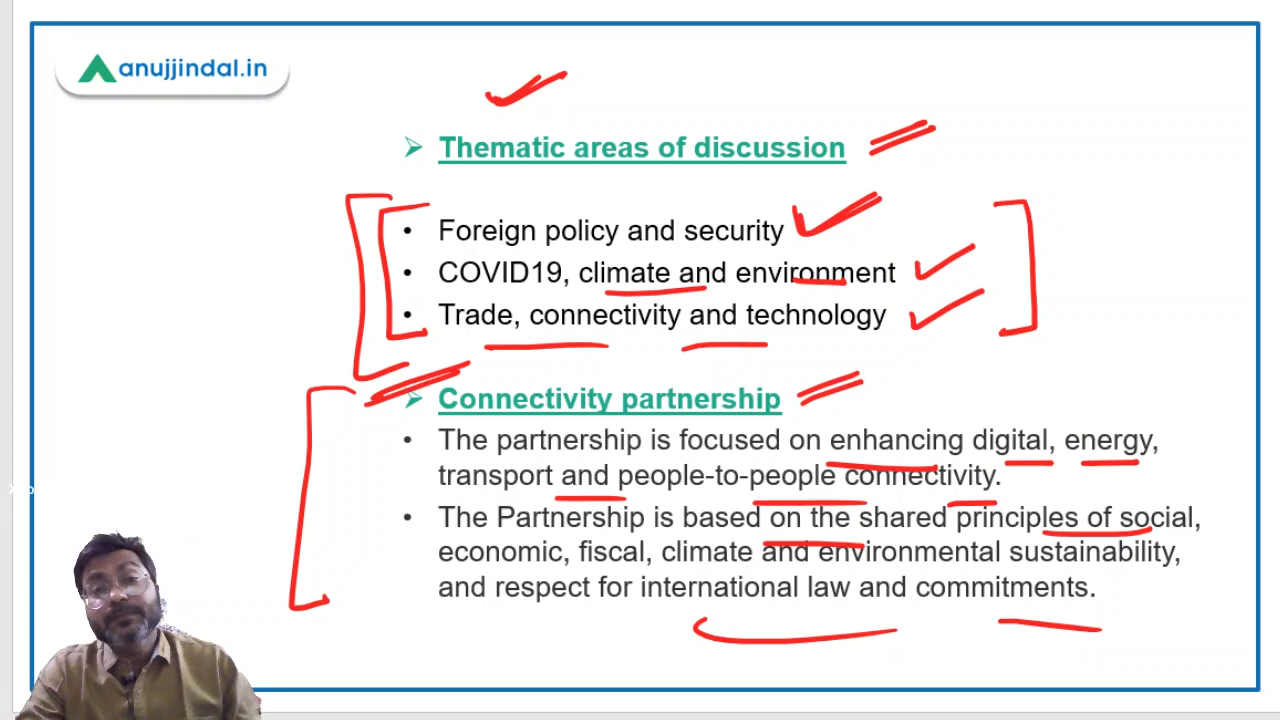 anujjindal.in
Thematic areas of discussion
Foreign policy and security
COVID19, climate and environment
Trade, connectivity and technology
Connectivity partnership
The partnership is focused on enhancing digital, energy,
transport and people-to-people connectivity.
The Partnership is based on the shared principles of social,
economic, fiscal, climate and environmental sustainability,
and respect for international law and commitments.